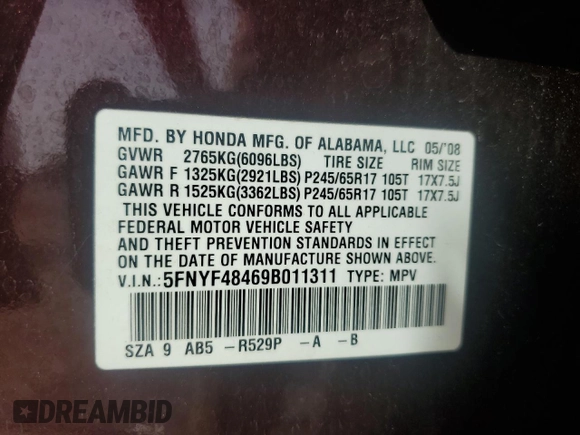 MFD. BY HONDA MFG. OF ALABAMA, LLC 05/'08
GVWR 2765KG(6096LBS) TIRE SIZE RIM SIZE
GAWR F 1325KG(2921LBS) P245/65R17 105T 17X7.5J
GAWR R 1525KG(3362LBS) P245/65R17 105T 17X7.5J
THIS VEHICLE CONFORMS TO ALL APPLICABLE
FEDERAL MOTOR VEHICLE SAFETY
AND THEFT PREVENTION STANDARDS IN EFFECT
ON THE DATE OF MANUFACTURE SHOWN ABOVE.
V.I.N.:5FNYF48469B011311 TYPE: MPV
SZA 9 AB5 -R529P -A -B
DREAMBID